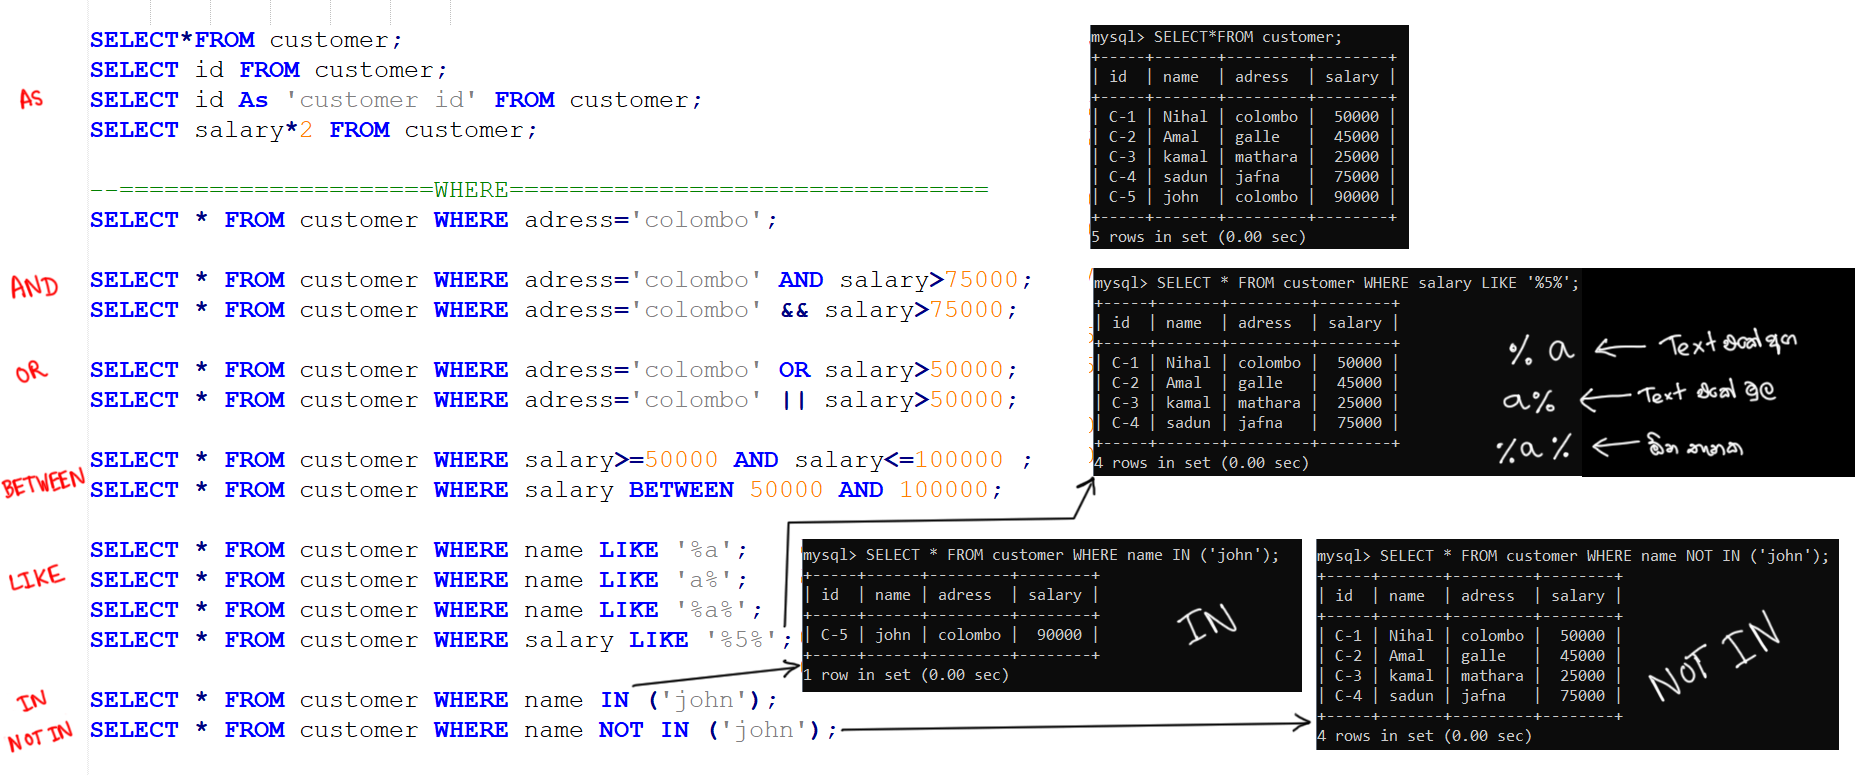 SELECT*FROM customer;
SELECT id FROM customer;
AS
SELECT id As 'customer id' FROM customer;
SELECT salary*2 FROM customer;
--=====================WHERE================================
SELECT * FROM customer WHERE adress='colombo';
AND
SELECT * FROM customer WHERE adress='colombo' AND salary>75000;
SELECT * FROM customer WHERE adress='colombo' && salary>75000;
OR
SELECT * FROM customer WHERE adress='colombo' OR salary>50000;
SELECT * FROM customer WHERE adress='colombo' || salary>50000;
BETWEEN
SELECT * FROM customer WHERE salary>=50000 AND salary<=100000 ;
SELECT * FROM customer WHERE salary BETWEEN 50000 AND 100000;
LIKE
SELECT * FROM customer WHERE name LIKE '%a';
SELECT * FROM customer WHERE name LIKE 'a%';
SELECT * FROM customer WHERE name LIKE '%a%';
SELECT * FROM customer WHERE salary LIKE '%5%';
IN
SELECT * FROM customer WHERE name IN ('john');
NOT IN
SELECT * FROM customer WHERE name NOT IN ('john');
mysql> SELECT*FROM customer;
+-----+-------+---------+--------+
| id  | name  | adress  | salary |
+-----+-------+---------+--------+
| C-1 | Nihal | colombo |  50000 |
| C-2 | Amal  | galle   |  45000 |
| C-3 | kamal | mathara |  25000 |
| C-4 | sadun | jafna   |  75000 |
| C-5 | john  | colombo |  90000 |
+-----+-------+---------+--------+
5 rows in set (0.00 sec)
mysql> SELECT * FROM customer WHERE salary LIKE '%5%';
+-----+-------+---------+--------+
| id  | name  | adress  | salary |
+-----+-------+---------+--------+
| C-1 | Nihal | colombo |  50000 |
| C-2 | Amal  | galle   |  45000 |
| C-3 | kamal | mathara |  25000 |
| C-4 | sadun | jafna   |  75000 |
+-----+-------+---------+--------+
4 rows in set (0.00 sec)
%a ← Text එකේ අග
a% ← Text එකේ මුල
%a% ← ඕන තැනක
mysql> SELECT * FROM customer WHERE name IN ('john');
+-----+------+---------+--------+
| id  | name | adress  | salary |
+-----+------+---------+--------+
| C-5 | john | colombo |  90000 |
+-----+------+---------+--------+
1 row in set (0.00 sec)
IN
mysql> SELECT * FROM customer WHERE name NOT IN ('john');
+-----+-------+---------+--------+
| id  | name  | adress  | salary |
+-----+-------+---------+--------+
| C-1 | Nihal | colombo |  50000 |
| C-2 | Amal  | galle   |  45000 |
| C-3 | kamal | mathara |  25000 |
| C-4 | sadun | jafna   |  75000 |
+-----+-------+---------+--------+
4 rows in set (0.00 sec)
NOT IN